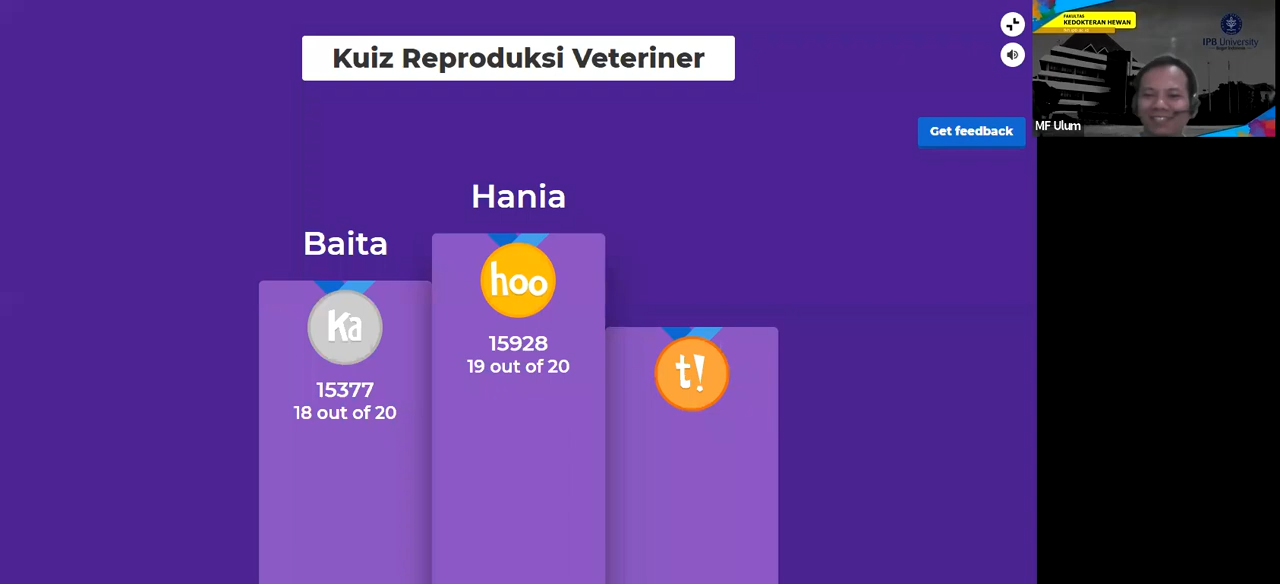 Kuiz Reproduksi Veteriner
FAKULTAS
KEDOKTERAN HEWAN
IPB University
MF Ulum
Get feedback
Hania
Baita
hoo
15928
19 out of 20
Ka
15377
18 out of 20
t!